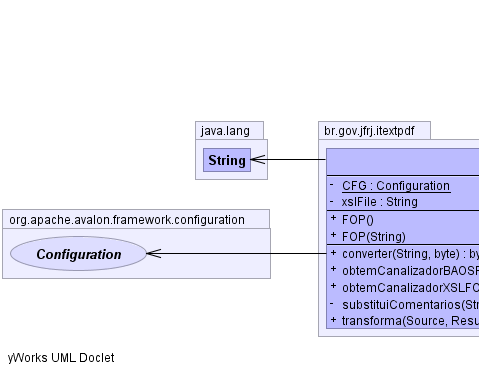 java.lang
String
br.gov.jfrj.itextpdf
- CFG : Configuration
- xslFile : String
+ FOP()
+ FOP(String)
+ converter(String, byte) : by
+ obtemCanalizadorBAOSF
+ obtemCanalizadorXSLFO
- substituiComentarios(Str
+ transforma(Source, Resu
org.apache.avalon.framework.configuration
Configuration
yWorks UML Doclet